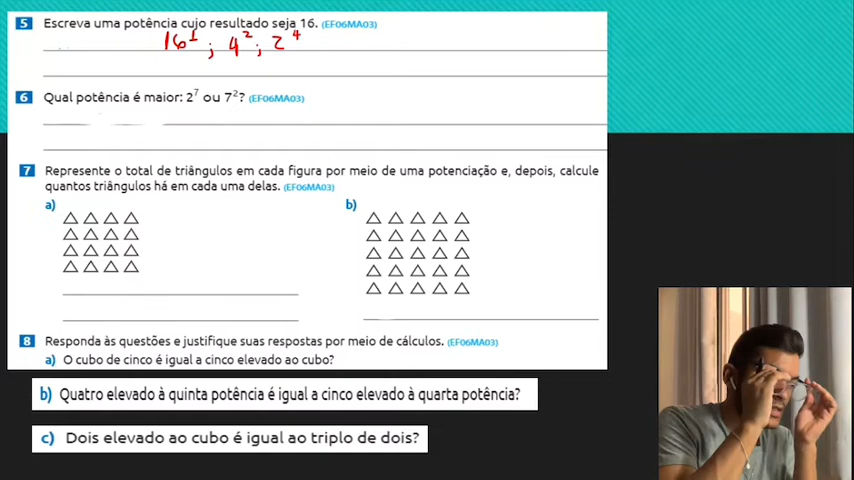 5 Escreva uma potência cujo resultado seja 16. (EF06MA03)
16¹ ; 4² ; 2⁴
6 Qual potência é maior: 2⁷ ou 7²? (EF06MA03)
7 Represente o total de triângulos em cada figura por meio de uma potenciação e, depois, calcule
quantos triângulos há em cada uma delas. (EF06MA03)
a)
b)
8 Responda às questões e justifique suas respostas por meio de cálculos. (EF06MA03)
a) O cubo de cinco é igual a cinco elevado ao cubo?
b) Quatro elevado à quinta potência é igual a cinco elevado à quarta potência?
c) Dois elevado ao cubo é igual ao triplo de dois?